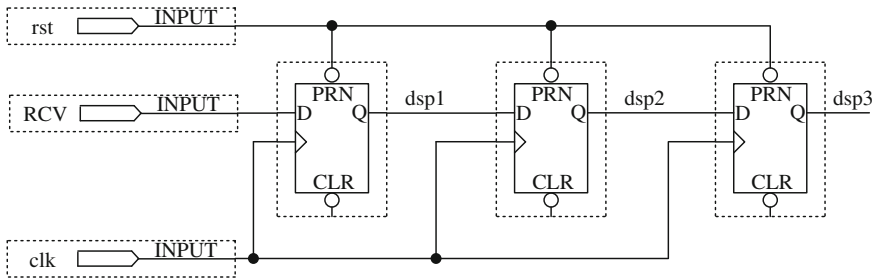 rst INPUT
RCV INPUT
PRN D Q CLR
dsp1
PRN D Q CLR
dsp2
PRN D Q CLR
dsp3
clk INPUT